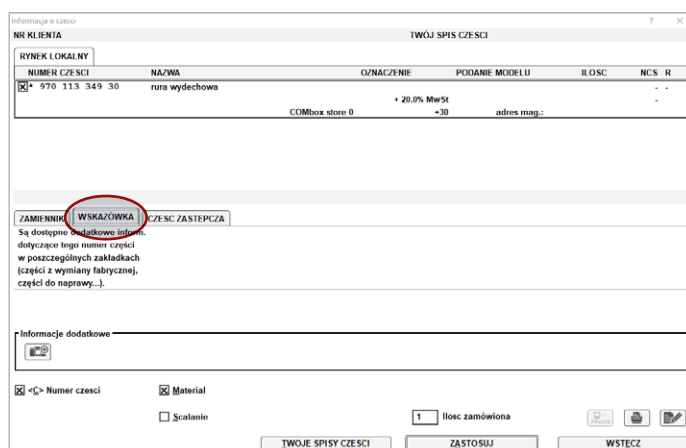 Informacja o czesci ? ×
NR KLIENTA TWÓJ SPIS CZESCI
RYNEK LOKALNY
NUMER CZESCI NAZWA OZNACZENIE PODANIE MODELU ILOSC NCS R
* 970 113 349 30 rura wydechowa - -
+ 20.0% MwSt -
COMbox store 0 +30 adres mag.:
ZAMIENNIK WSKAZÓWKA CZESC ZASTEPCZA
Są dostępne dodatkowe inform.
dotyczące tego numer części
w poszczególnych zakładkach
(części z wymiany fabrycznej,
części do naprawy...).
Informacje dodatkowe
<C> Numer czesci Material
Scalanie 1 Ilosc zamówiona
TWOJE SPISY CZESCI ZASTOSUJ WSTECZ